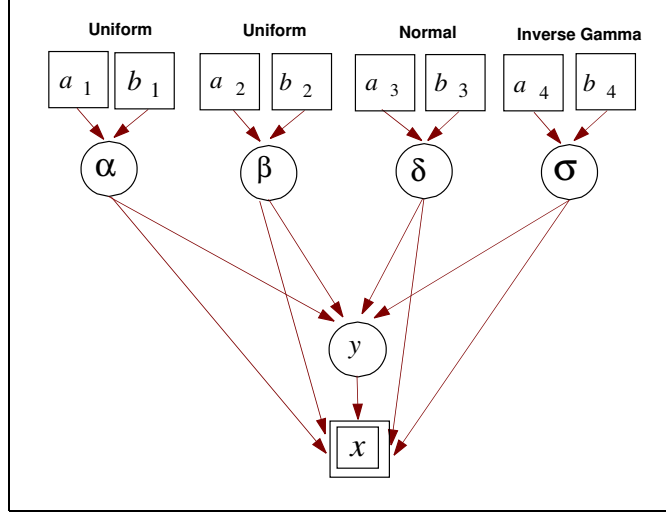 Uniform Uniform Normal Inverse Gamma
a 1 b 1 a 2 b 2 a 3 b 3 a 4 b 4
α β δ σ
y
x